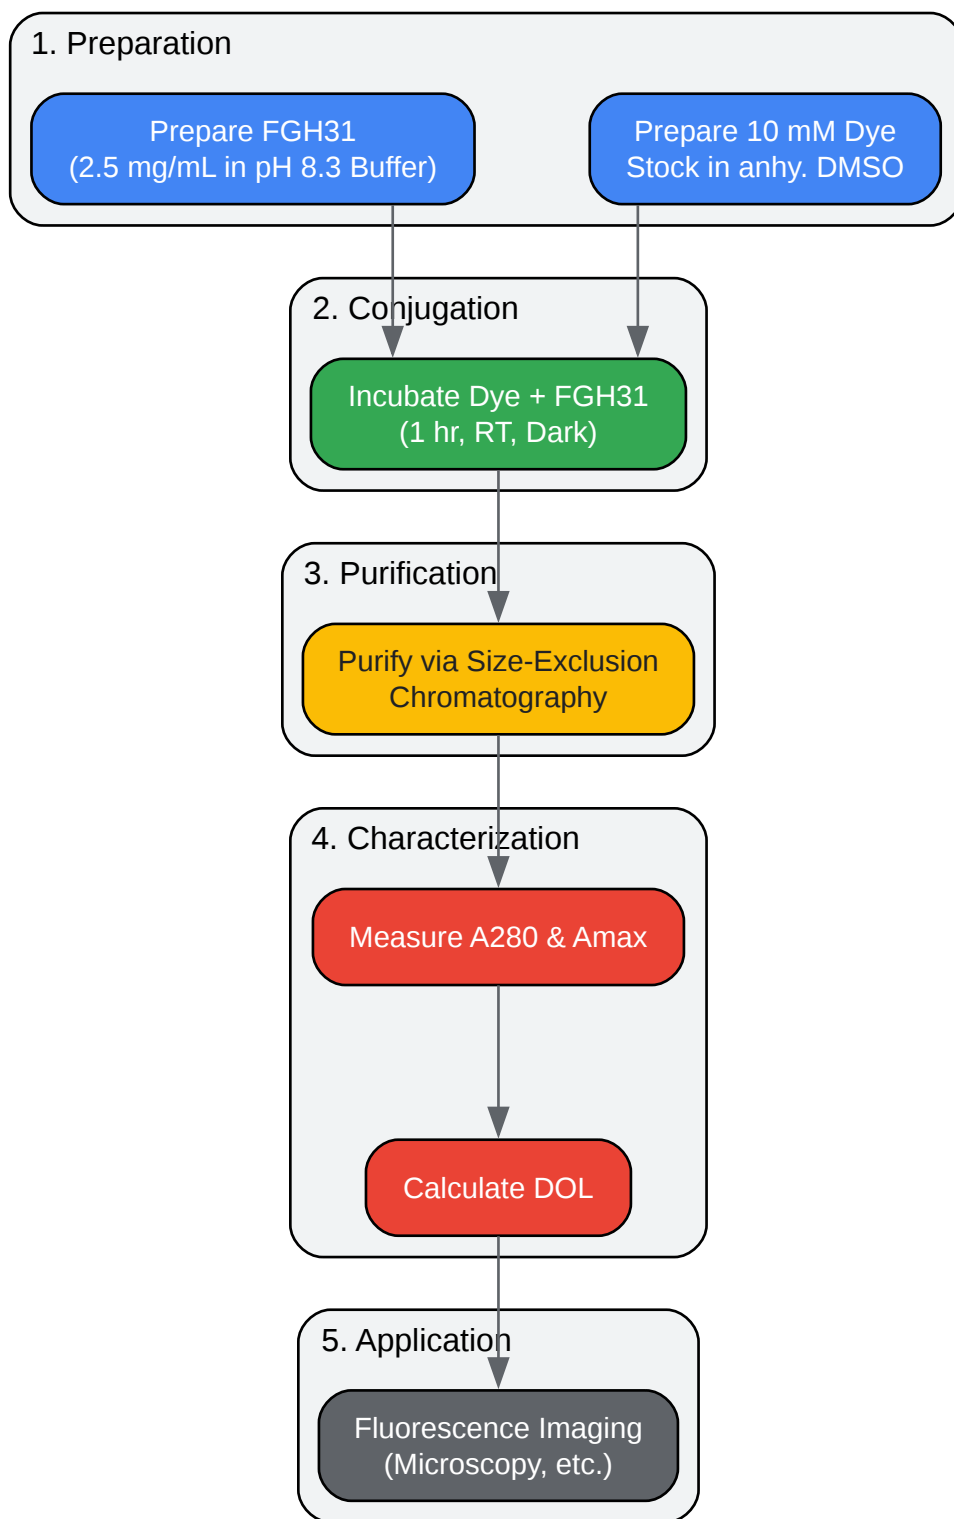 1. Preparation
Prepare FGH31
(2.5 mg/mL in pH 8.3 Buffer)
Prepare 10 mM Dye
Stock in anhy. DMSO
2. Conjugation
Incubate Dye + FGH31
(1 hr, RT, Dark)
3. Purification
Purify via Size-Exclusion
Chromatography
4. Characterization
Measure A280 & Amax
Calculate DOL
5. Application
Fluorescence Imaging
(Microscopy, etc.)